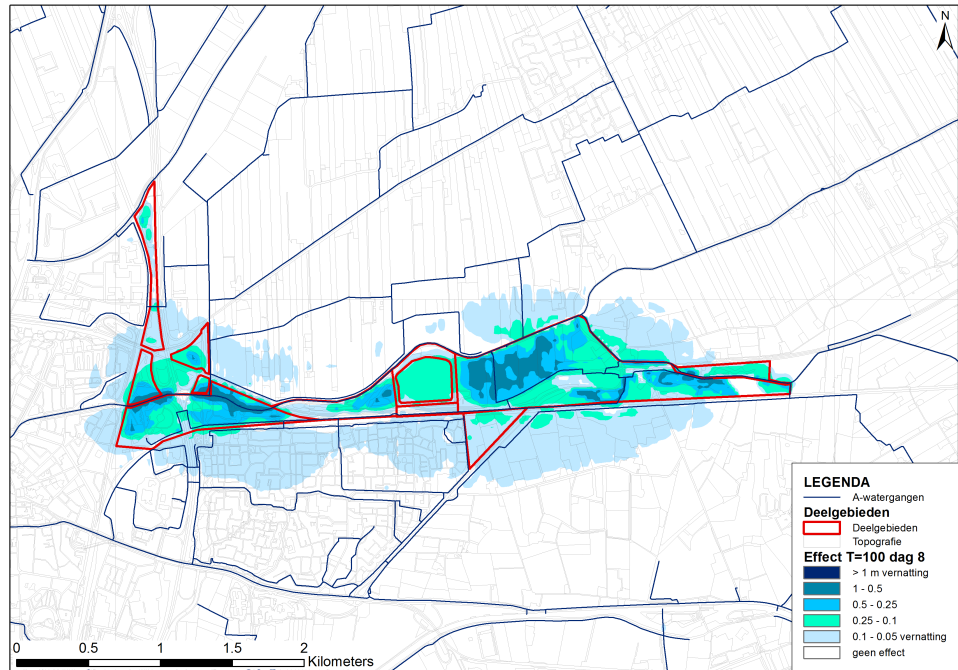 N
LEGENDA
A-watergangen
Deelgebieden
Deelgebieden
Topografie
Effect T=100 dag 8
> 1 m vernatting
1 - 0.5
0.5 - 0.25
0.25 - 0.1
0.1 - 0.05 vernatting
geen effect
0 0.5 1 1.5 2
Kilometers